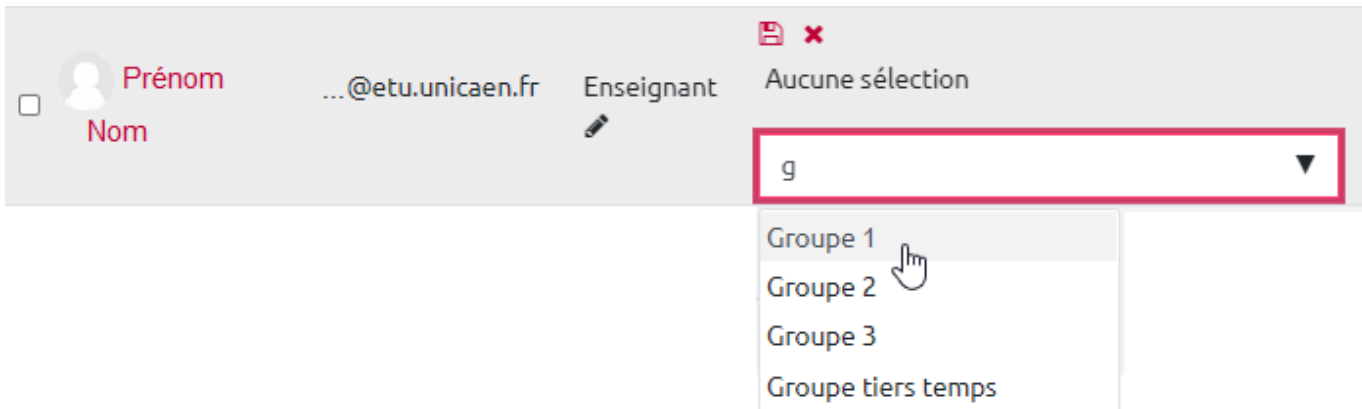 Prénom
Nom
...@etu.unicaen.fr
Enseignant
Aucune sélection
g
Groupe 1
Groupe 2
Groupe 3
Groupe tiers temps